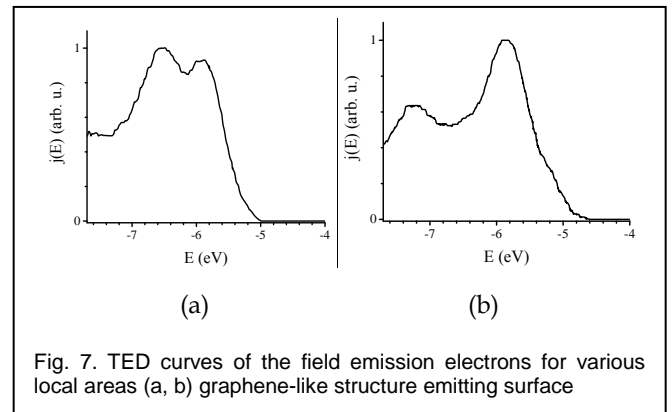 1
j(E) (arb. u.)
0
-7
-6
-5
-4
E (eV)
(a)
1
j(E) (arb. u.)
0
-7
-6
-5
-4
E (eV)
(b)
Fig. 7. TED curves of the field emission electrons for various
local areas (a, b) graphene-like structure emitting surface